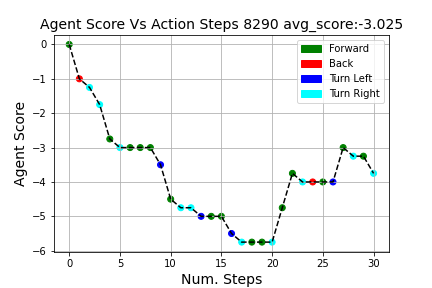 Agent Score Vs Action Steps 8290 avg_score:-3.025
Forward
Back
Turn Left
Turn Right
Agent Score
0
−1
−2
−3
−4
−5
−6
0 5 10 15 20 25 30
Num. Steps